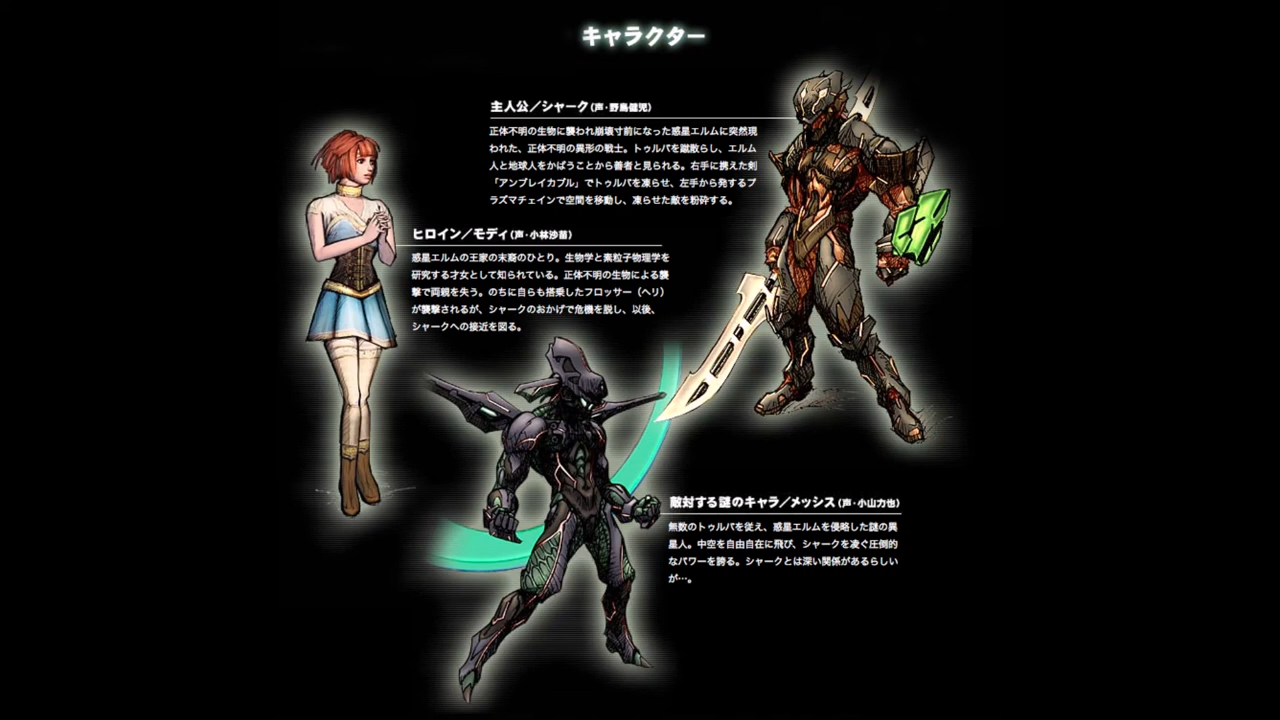 キャラクター
主人公／シャーク(声・野島健児)
正体不明の生物に襲われ崩壊寸前になった惑星エルムに突然現
われた、正体不明の異形の戦士。トゥルパを蹴散らし、エルム
人と地球人をかばうことから善者と見られる。右手に携えた剣
「アンブレイカブル」でトゥルパを凍らせ、左手から発するプ
ラズマチェインで空間を移動し、凍らせた敵を粉砕する。
ヒロイン／モディ(声・小林沙苗)
惑星エルムの王家の末裔のひとり。生物学と素粒子物理学を
研究する才女として知られている。正体不明の生物による襲
撃で両親を失う。のちに自らも搭乗したフロッサー（ヘリ）
が襲撃されるが、シャークのおかげで危機を脱し、以後、
シャークへの接近を図る。
敵対する謎のキャラ／メッシス(声・小山力也)
無数のトゥルパを従え、惑星エルムを侵略した謎の異
星人。中空を自由自在に飛び、シャークを凌ぐ圧倒的
なパワーを誇る。シャークとは深い関係があるらしい
が…。